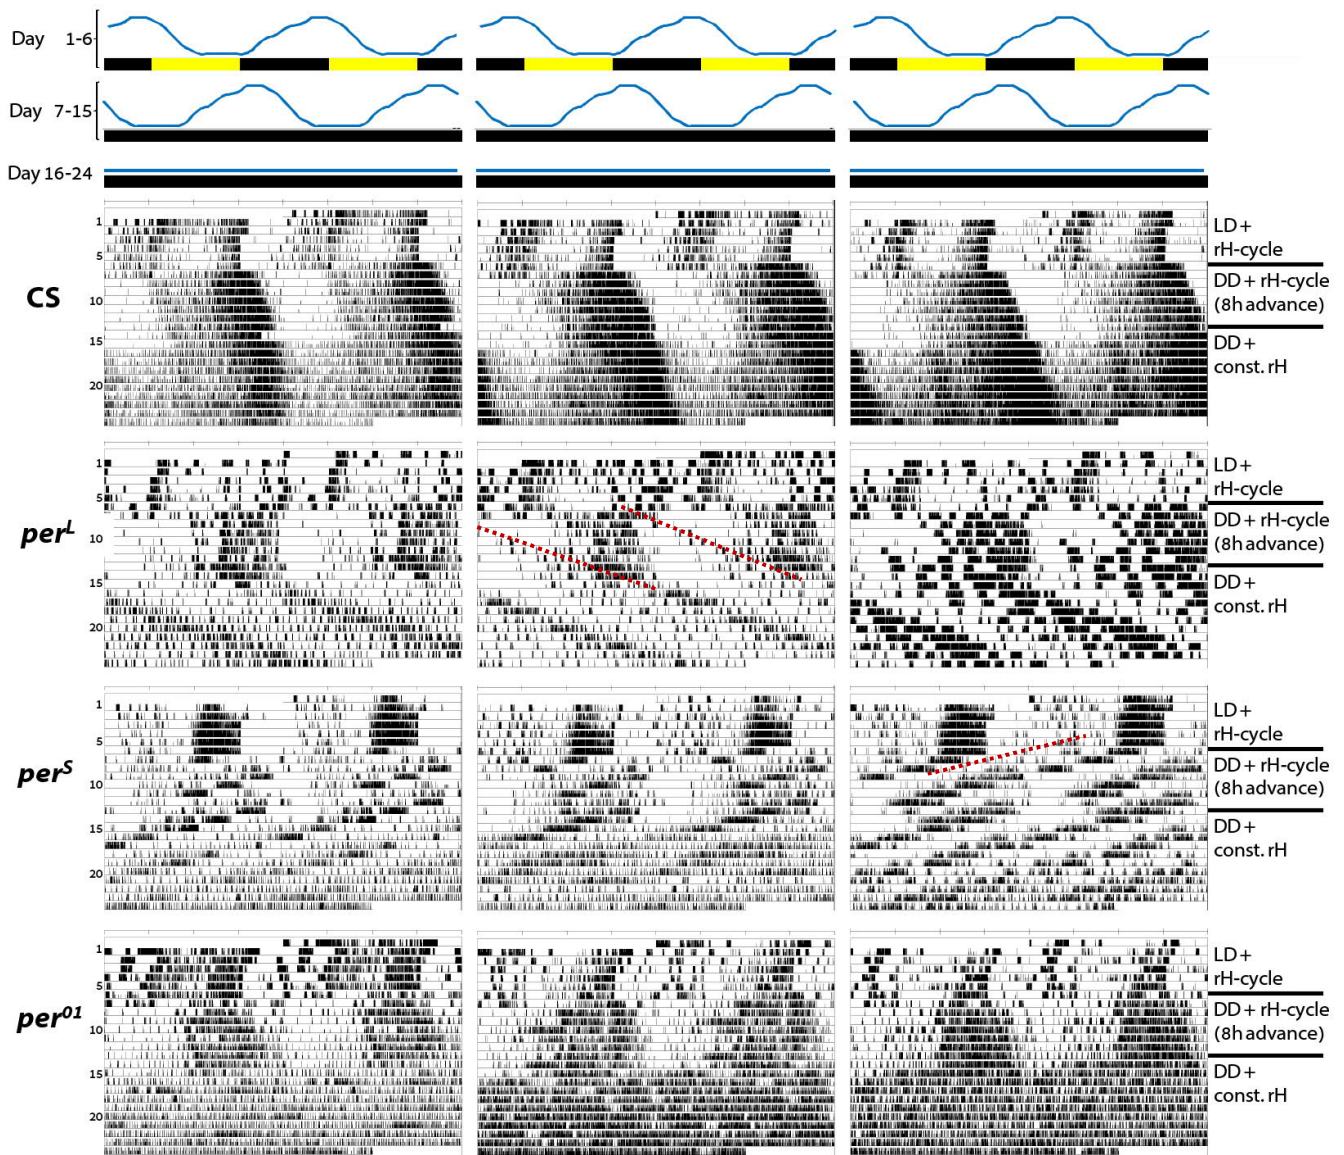 Day 1-6
Day 7-15
Day 16-24
CS
1
5
10
15
20
LD +
rH-cycle
DD + rH-cycle
(8h advance)
DD +
const. rH
perL
1
5
10
15
20
LD +
rH-cycle
DD + rH-cycle
(8h advance)
DD +
const. rH
perS
1
5
10
15
20
LD +
rH-cycle
DD + rH-cycle
(8h advance)
DD +
const. rH
per01
1
5
10
15
20
LD +
rH-cycle
DD + rH-cycle
(8h advance)
DD +
const. rH